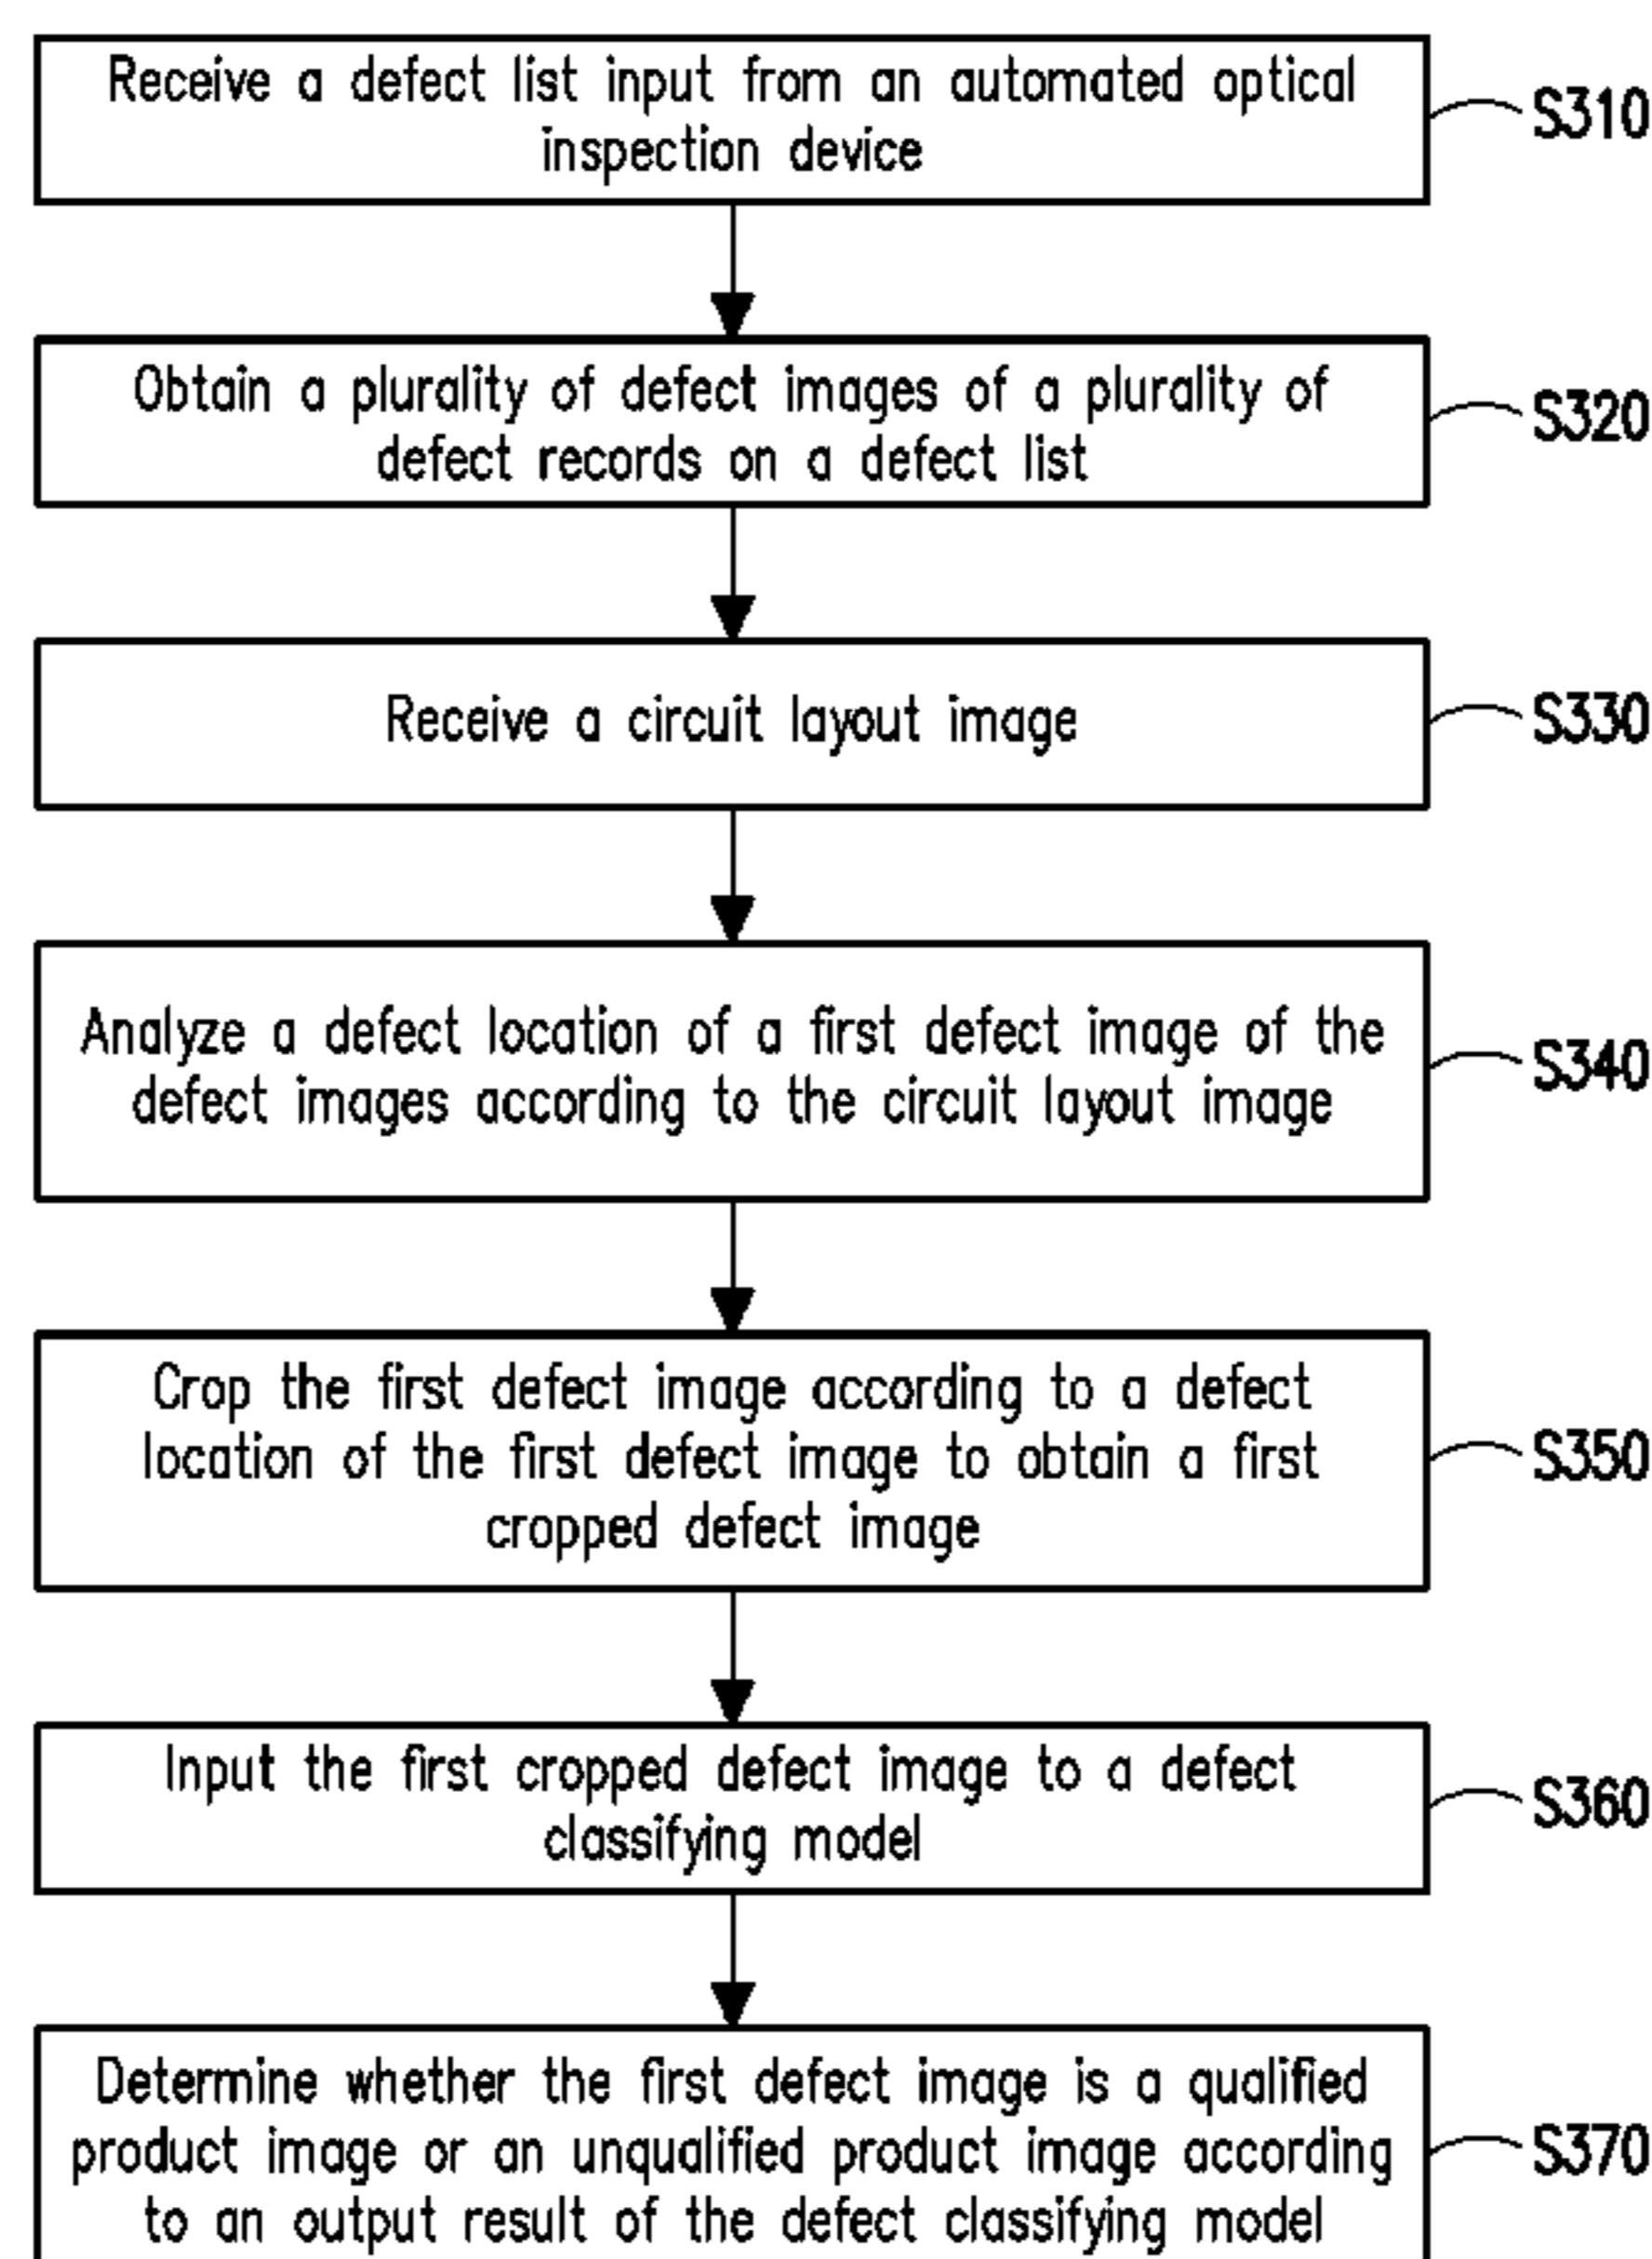 Receive a defect list input from an automated optical
inspection device
S310
Obtain a plurality of defect images of a plurality of
defect records on a defect list
S320
Receive a circuit layout image
S330
Analyze a defect location of a first defect image of the
defect images according to the circuit layout image
S340
Crop the first defect image according to a defect
location of the first defect image to obtain a first
cropped defect image
S350
Input the first cropped defect image to a defect
classifying model
S360
Determine whether the first defect image is a qualified
product image or an unqualified product image according
to an output result of the defect classifying model
S370